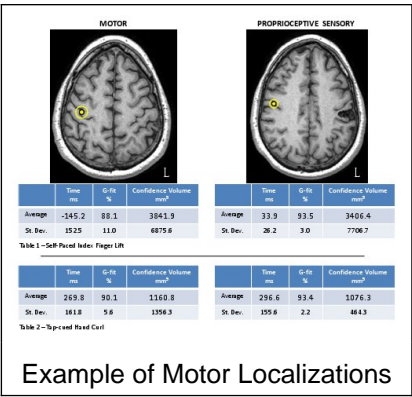 MOTOR PROPRIOCEPTIVE SENSORY
L L
Time ms G-fit % Confidence Volume mm³ Time ms G-fit % Confidence Volume mm³
Average -145.2 88.1 3841.9 Average 33.9 93.5 3406.4
St. Dev. 152.5 11.0 6875.6 St. Dev. 26.2 3.0 7706.7
Table 1 – Self-Paced Index Finger Lift
Time ms G-fit % Confidence Volume mm³ Time ms G-fit % Confidence Volume mm³
Average 269.8 90.1 1160.8 Average 296.6 93.4 1076.3
St. Dev. 161.8 5.6 1356.3 St. Dev. 155.6 2.2 464.3
Table 2 – Tap-cued Hand Curl
Example of Motor Localizations